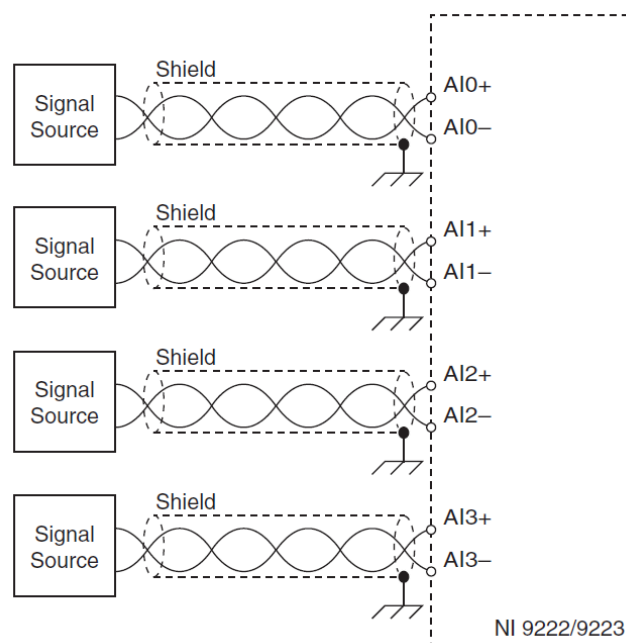 Shield
Signal
Source
AI0+
AI0–
Shield
Signal
Source
AI1+
AI1–
Shield
Signal
Source
AI2+
AI2–
Shield
Signal
Source
AI3+
AI3–
NI 9222/9223